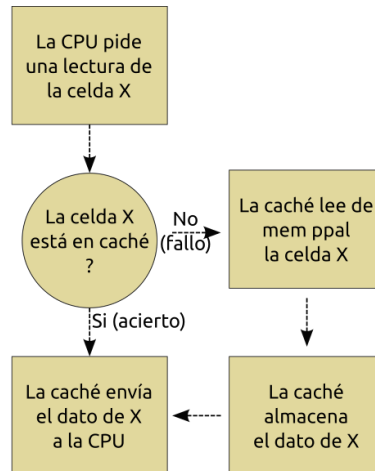 La CPU pide
una lectura de
la celda X
La celda X
está en caché
?
No
(fallo)
La caché lee de
mem ppal
la celda X
Si (acierto)
La caché envía
el dato de X
a la CPU
La caché
almacena
el dato de X